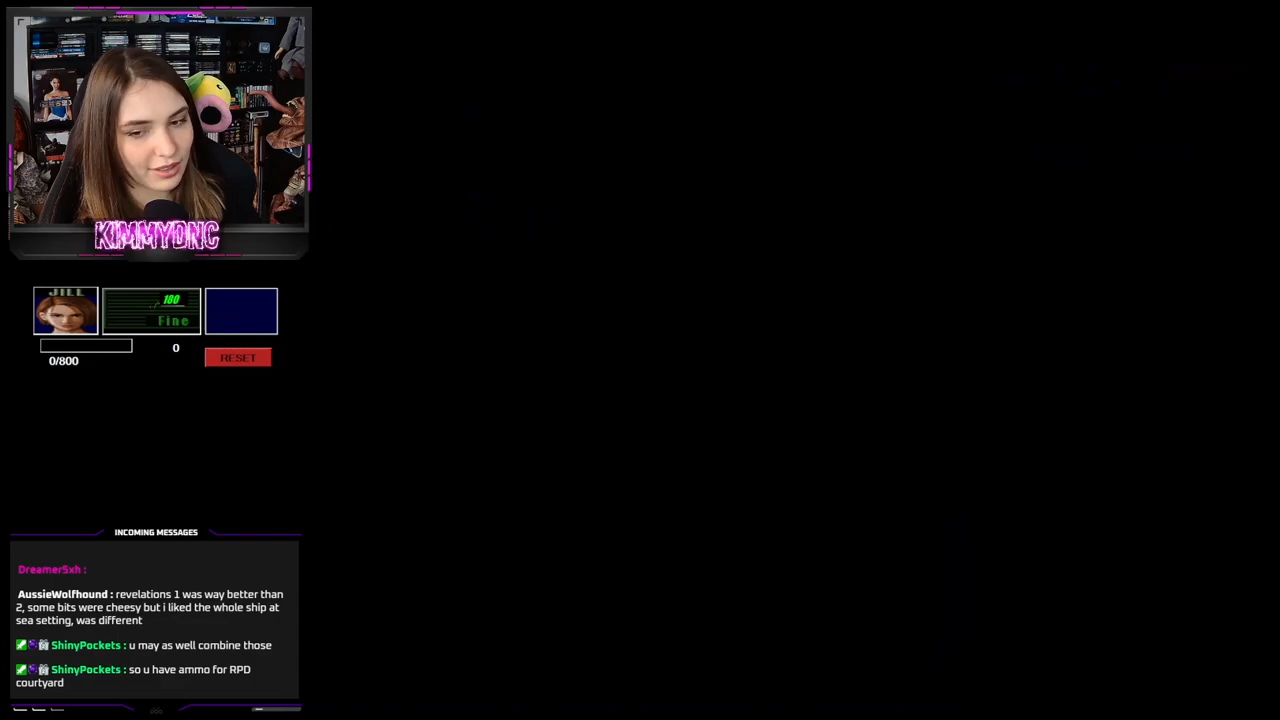 KIMMYDNC
JILL
180
Fine
0
0/800
RESET
INCOMING MESSAGES
DreamerSxh :
AussieWolfhound : revelations 1 was way better than
2, some bits were cheesy but i liked the whole ship at
sea setting, was different
ShinyPockets : u may as well combine those
ShinyPockets : so u have ammo for RPD
courtyard